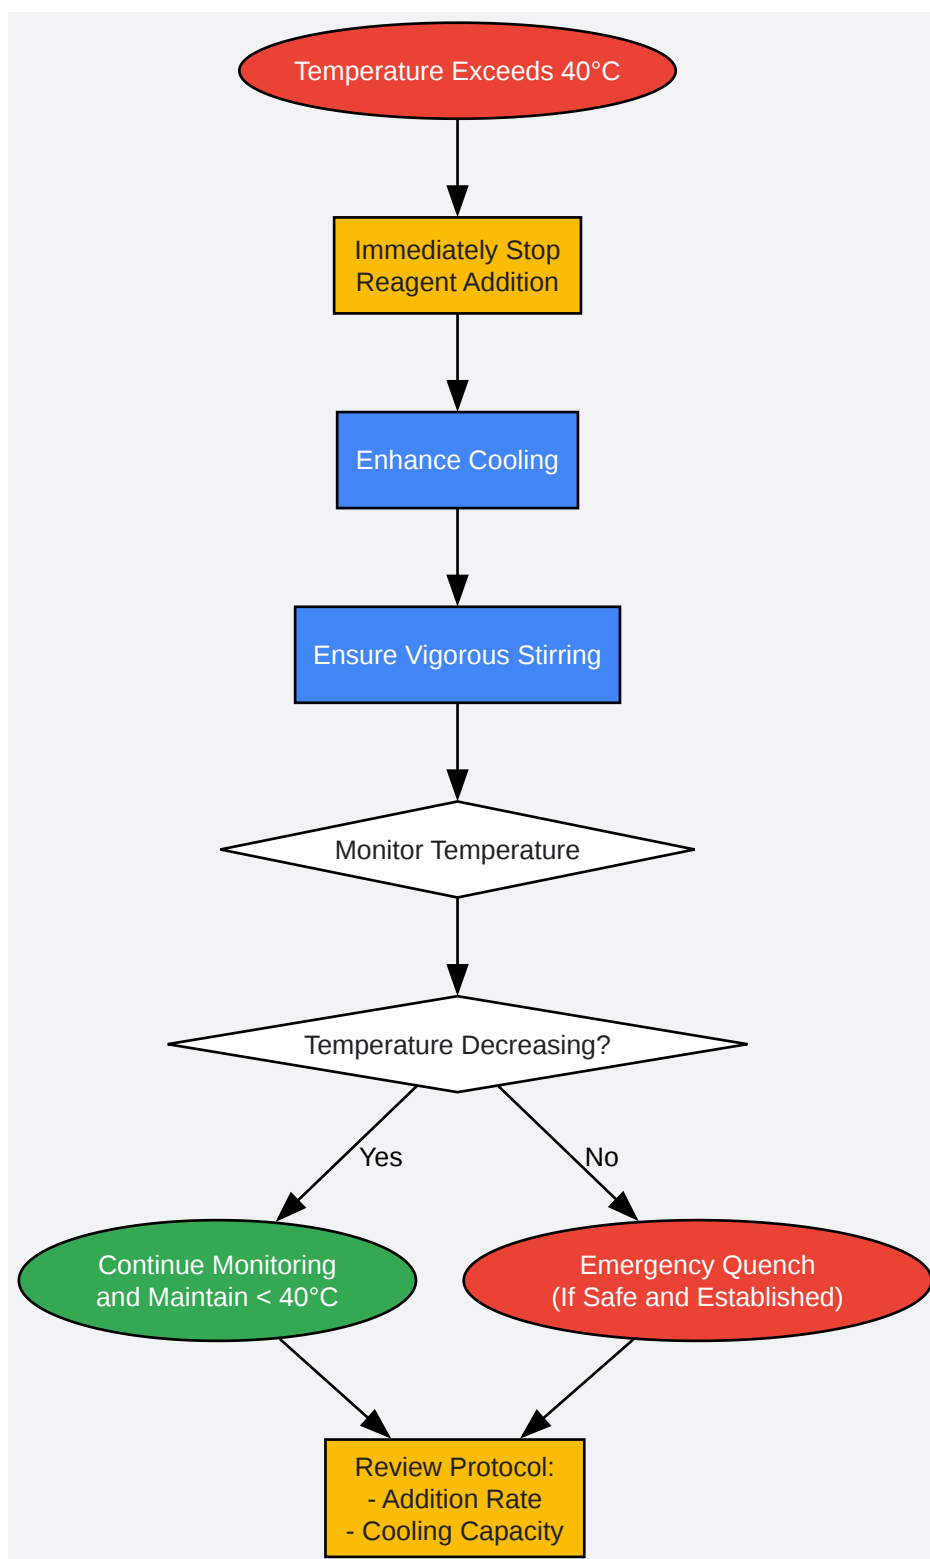 Temperature Exceeds 40°C
Immediately Stop
Reagent Addition
Enhance Cooling
Ensure Vigorous Stirring
Monitor Temperature
Temperature Decreasing?
Yes
No
Continue Monitoring
and Maintain < 40°C
Emergency Quench
(If Safe and Established)
Review Protocol:
- Addition Rate
- Cooling Capacity